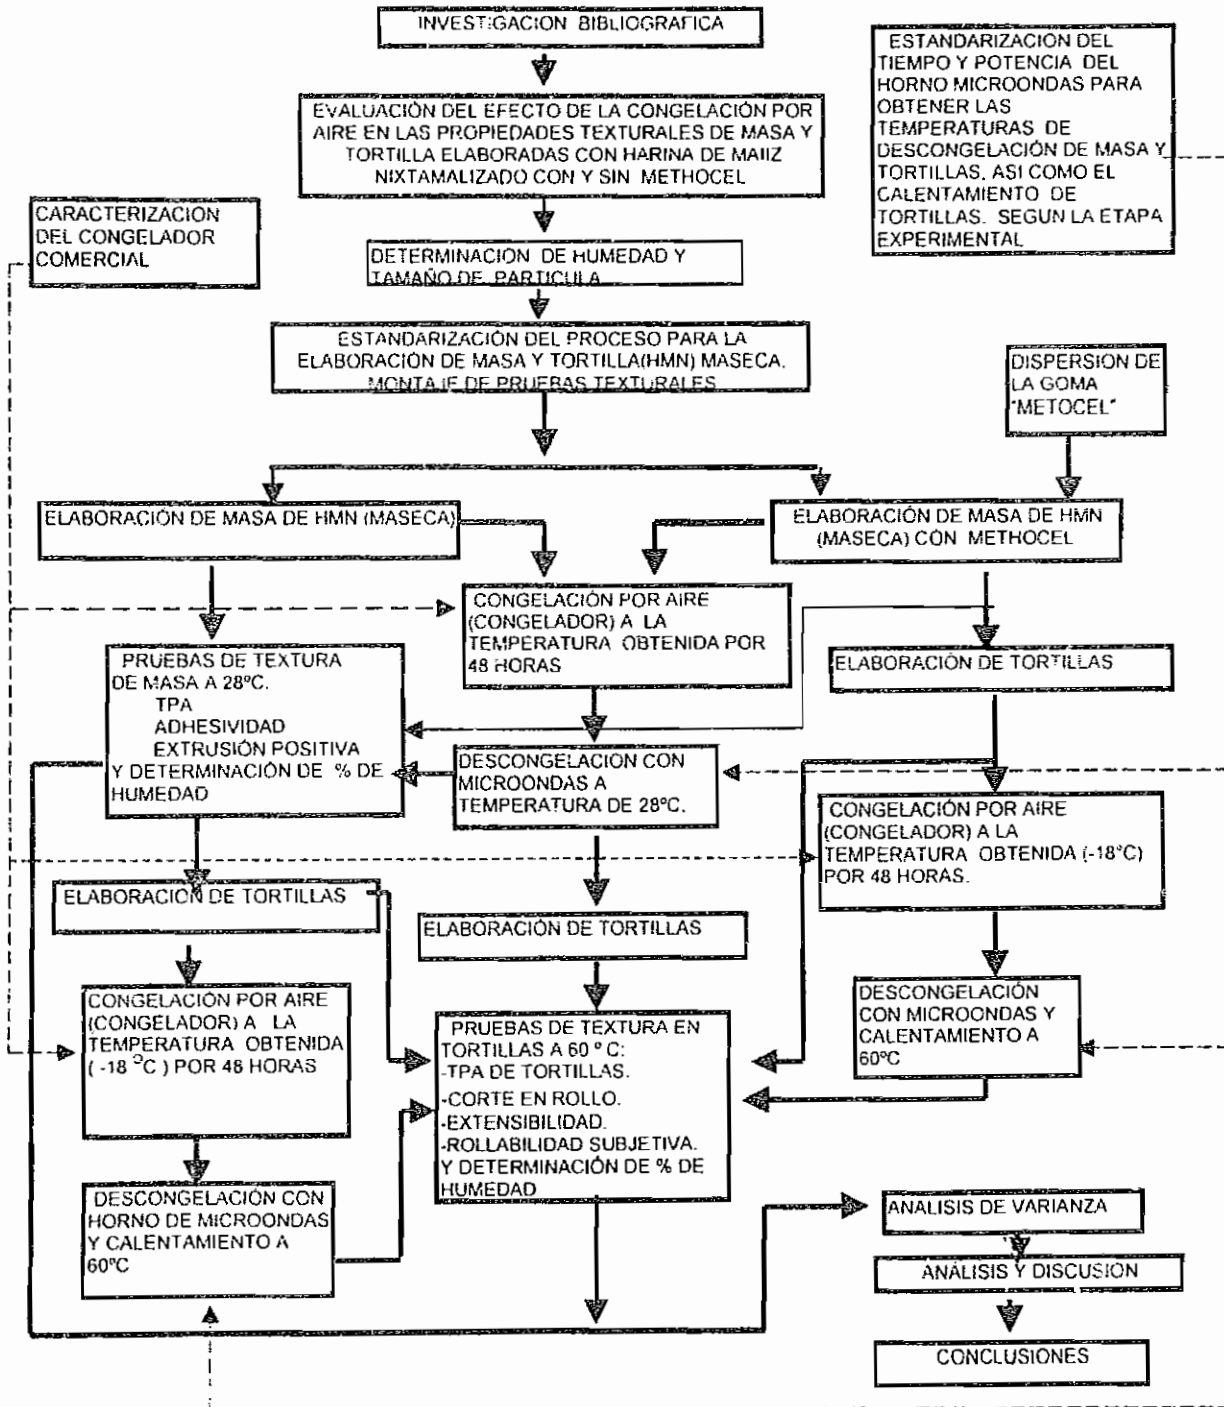 INVESTIGACION BIBLIOGRAFICA
EVALUACIÓN DEL EFECTO DE LA CONGELACIÓN POR
AIRE EN LAS PROPIEDADES TEXTURALES DE MASA Y
TORTILLA ELABORADAS CON HARINA DE MAIIZ
NIXTAMALIZADO CON Y SIN METHOCEL
ESTANDARIZACION DEL
TIEMPO Y POTENCIA DEL
HORNO MICROONDAS PARA
OBTENER LAS
TEMPERATURAS DE
DESCONGELACIÓN DE MASA Y
TORTILLAS, ASI COMO EL
CALENTAMIENTO DE
TORTILLAS. SEGUN LA ETAPA
EXPERIMENTAL
CARACTERIZACION
DEL CONGELADOR
COMERCIAL
DETERMINACION DE HUMEDAD Y
TAMAÑO DE PARTICULA
ESTANDARIZACIÓN DEL PROCESO PARA LA
ELABORACIÓN DE MASA Y TORTILLA(HMN) MASECA.
MONTAJE DE PRUEBAS TEXTURALES
DISPERSION DE
LA GOMA
"METOCEL"
ELABORACIÓN DE MASA DE HMN (MASECA)
ELABORACIÓN DE MASA DE HMN
(MASECA) CON METHOCEL
CONGELACIÓN POR AIRE
(CONGELADOR) A LA
TEMPERATURA OBTENIDA POR
48 HORAS
PRUEBAS DE TEXTURA
DE MASA A 28ºC.
TPA
ADHESIVIDAD
EXTRUSIÓN POSITIVA
Y DETERMINACIÓN DE % DE
HUMEDAD
ELABORACIÓN DE TORTILLAS
DESCONGELACIÓN CON
MICROONDAS A
TEMPERATURA DE 28ºC.
CONGELACIÓN POR AIRE
(CONGELADOR) A LA
TEMPERATURA OBTENIDA (-18°C)
POR 48 HORAS.
ELABORACIÓN DE TORTILLAS
ELABORACIÓN DE TORTILLAS
CONGELACIÓN POR AIRE
(CONGELADOR) A LA
TEMPERATURA OBTENIDA
( -18 °C ) POR 48 HORAS
PRUEBAS DE TEXTURA EN
TORTILLAS A 60 º C:
-TPA DE TORTILLAS.
-CORTE EN ROLLO.
-EXTENSIBILIDAD.
-ROLLABILIDAD SUBJETIVA.
Y DETERMINACIÓN DE % DE
HUMEDAD
DESCONGELACIÓN
CON MICROONDAS Y
CALENTAMIENTO A
60ºC
DESCONGELACIÓN CON
HORNO DE MICROONDAS
Y CALENTAMIENTO A
60ºC
ANALISIS DE VARIANZA
ANÁLISIS Y DISCUSION
CONCLUSIONES